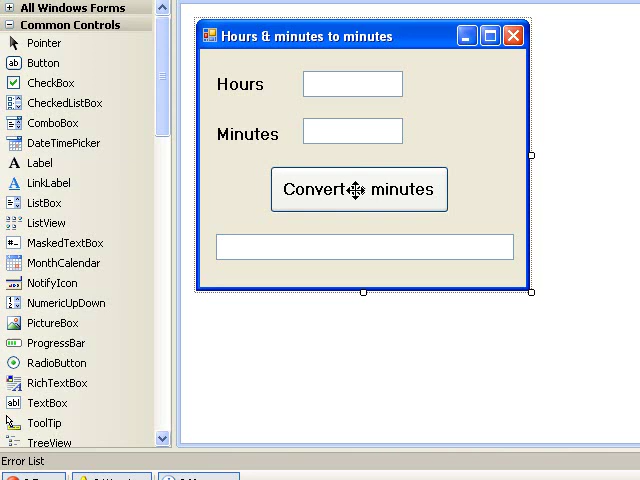 All Windows Forms
Common Controls
Pointer
Button
CheckBox
CheckedListBox
ComboBox
DateTimePicker
Label
LinkLabel
ListBox
ListView
MaskedTextBox
MonthCalendar
NotifyIcon
NumericUpDown
PictureBox
ProgressBar
RadioButton
RichTextBox
TextBox
ToolTip
TreeView
Hours & minutes to minutes
Hours
Minutes
Convert minutes
Error List